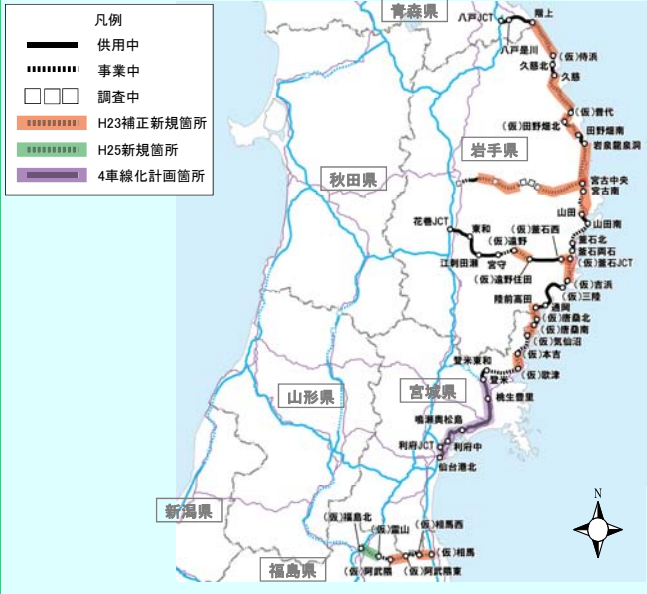 凡例
供用中
事業中
調査中
H23補正新規箇所
H25新規箇所
4車線化計画箇所
青森県
八戸JCT
階上
八戸是川
(仮)侍浜
久慈北
久慈
(仮)普代
(仮)田野畑北
田野畑南
岩手県
岩泉龍泉洞
秋田県
宮古中央
宮古南
山田
山田南
花巻JCT
東和
(仮)遠野
(仮)釜石西
釜石北
釜石両石
(仮)釜石JCT
江刺田瀬
宮守
(仮)遠野住田
(仮)吉浜
(仮)三陸
陸前高田
通岡
(仮)唐桑北
(仮)唐桑南
(仮)気仙沼
(仮)本吉
登米東和
(仮)歌津
登米
桃生豊里
宮城県
山形県
鳴瀬奥松島
利府JCT
利府中
仙台港北
新潟県
(仮)福島北
(仮)霊山
(仮)相馬西
(仮)相馬
(仮)阿武隈
(仮)阿武隈東
福島県
N